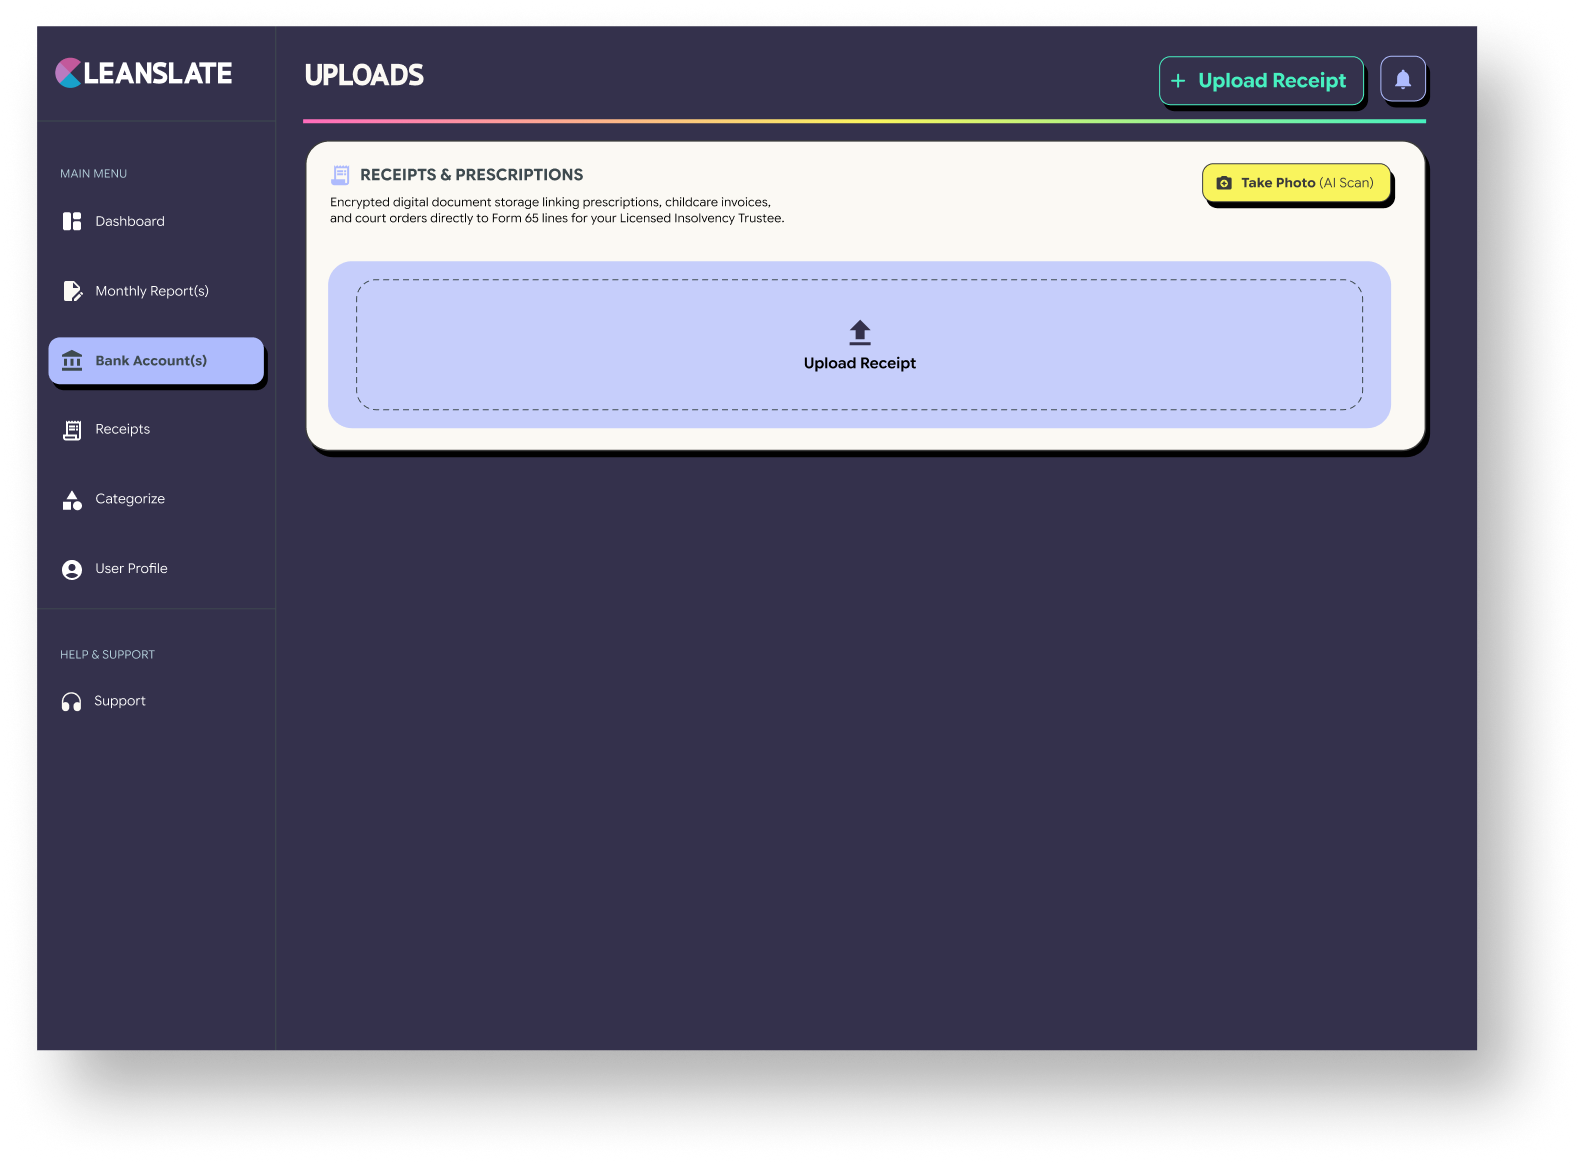 LEANSLATE
MAIN MENU
Dashboard
Monthly Report(s)
Bank Account(s)
Receipts
Categorize
User Profile
HELP & SUPPORT
Support
UPLOADS
+ Upload Receipt
RECEIPTS & PRESCRIPTIONS
Encrypted digital document storage linking prescriptions, childcare invoices,
and court orders directly to Form 65 lines for your Licensed Insolvency Trustee.
Take Photo (AI Scan)
Upload Receipt